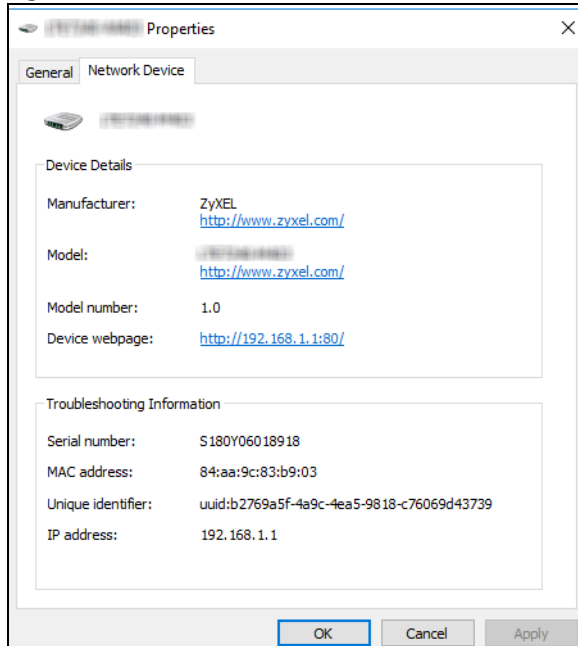 Properties
General Network Device
Device Details
Manufacturer: ZyXEL
http://www.zyxel.com/
Model:
http://www.zyxel.com/
Model number: 1.0
Device webpage: http://192.168.1.1:80/
Troubleshooting Information
Serial number: S180Y06018918
MAC address: 84:aa:9c:83:b9:03
Unique identifier: uuid:b2769a5f-4a9c-4ea5-9818-c76069d43739
IP address: 192.168.1.1
OK Cancel Apply